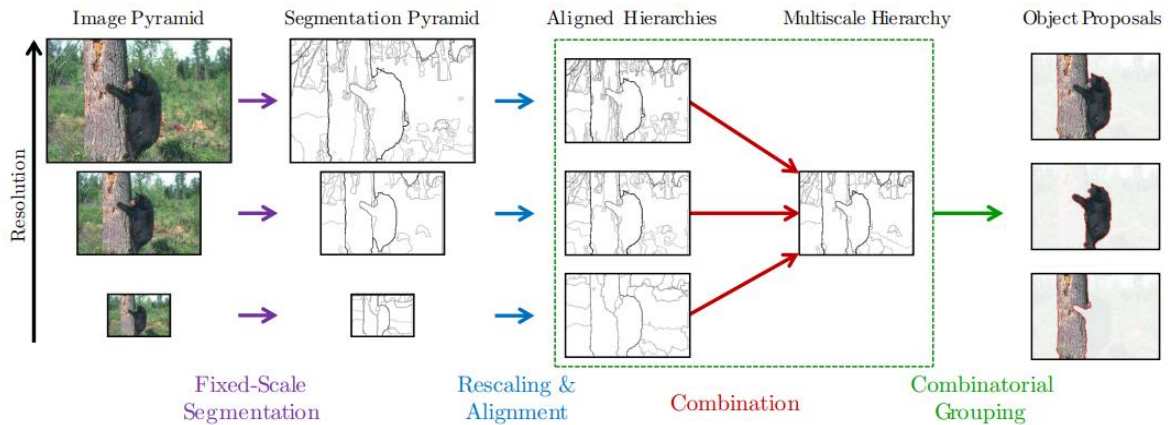 Image Pyramid
Segmentation Pyramid
Aligned Hierarchies
Multiscale Hierarchy
Object Proposals
Resolution
Fixed-Scale
Segmentation
Rescaling &
Alignment
Combination
Combinatorial
Grouping